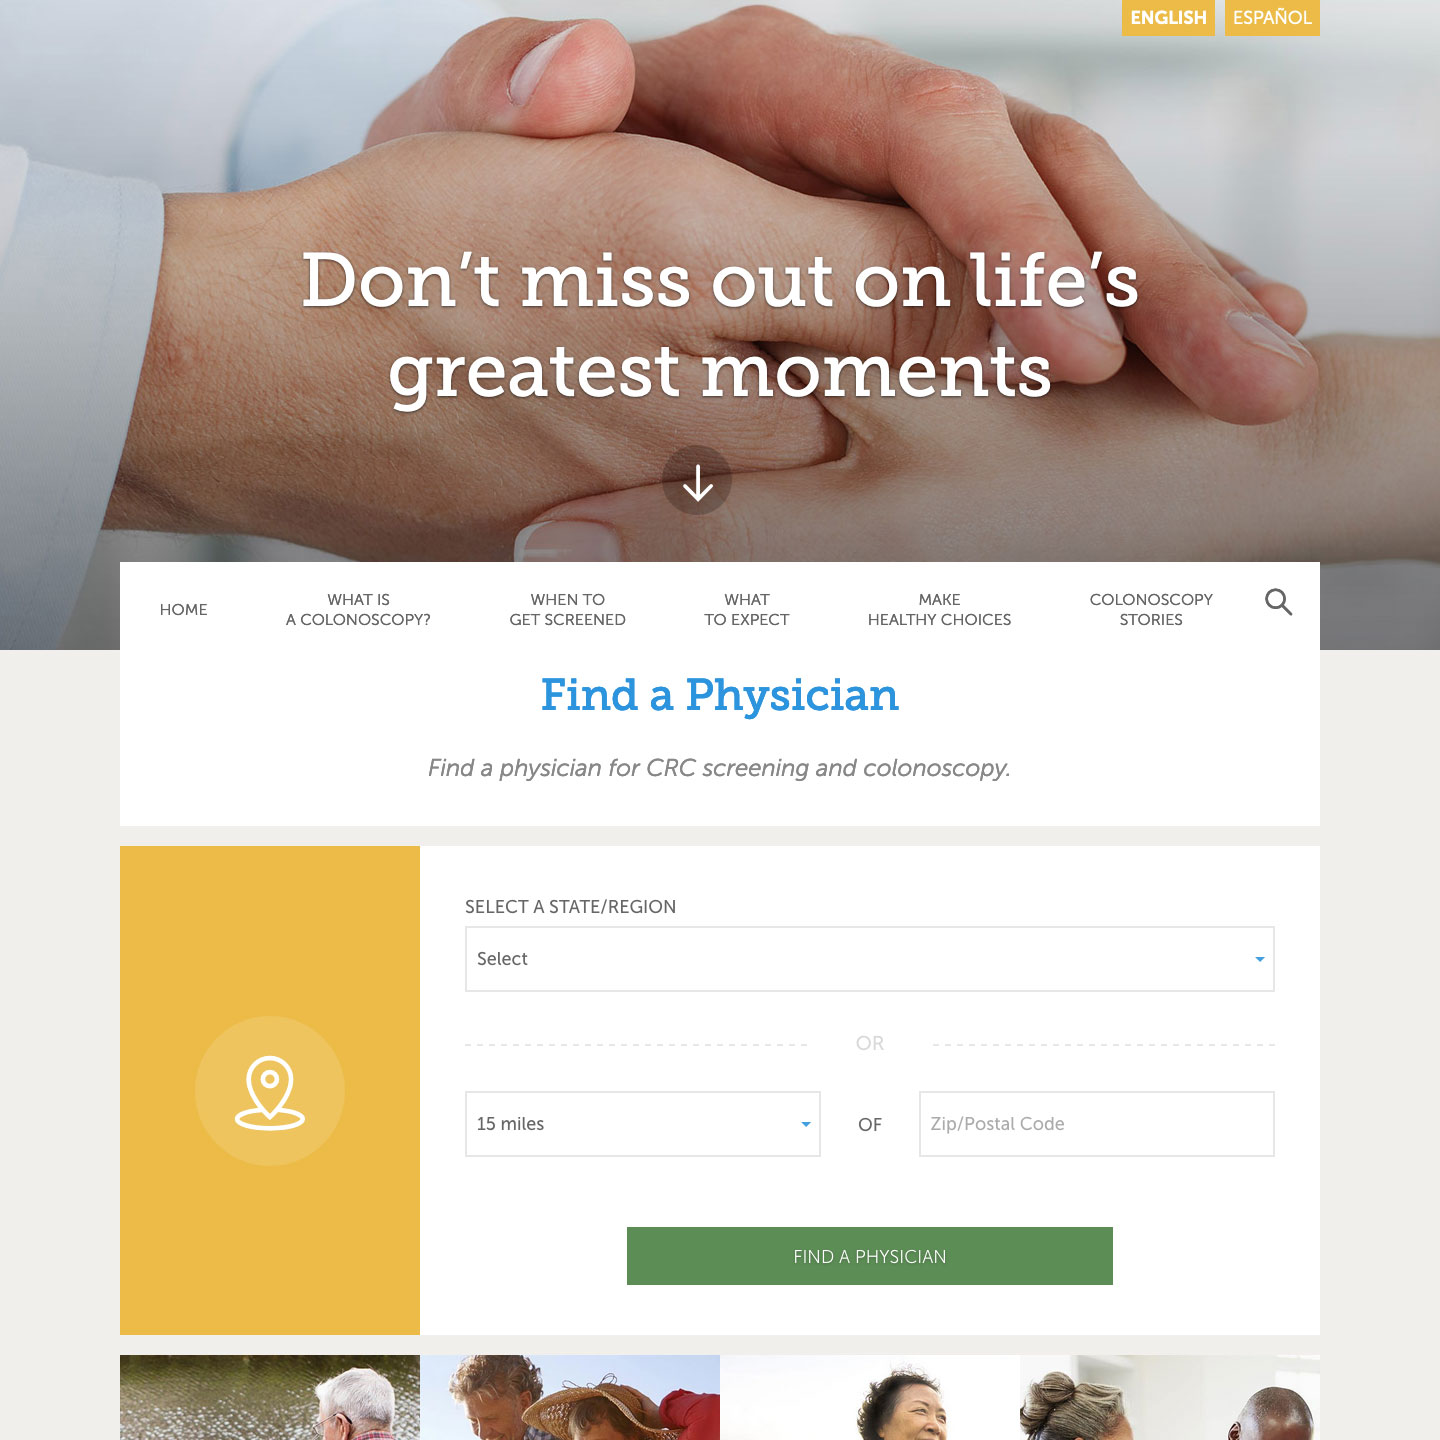 ENGLISH
ESPAÑOL
Don’t miss out on life’s
greatest moments
HOME
WHAT IS
A COLONOSCOPY?
WHEN TO
GET SCREENED
WHAT
TO EXPECT
MAKE
HEALTHY CHOICES
COLONOSCOPY
STORIES
Find a Physician
Find a physician for CRC screening and colonoscopy.
SELECT A STATE/REGION
Select
OR
15 miles
OF
Zip/Postal Code
FIND A PHYSICIAN